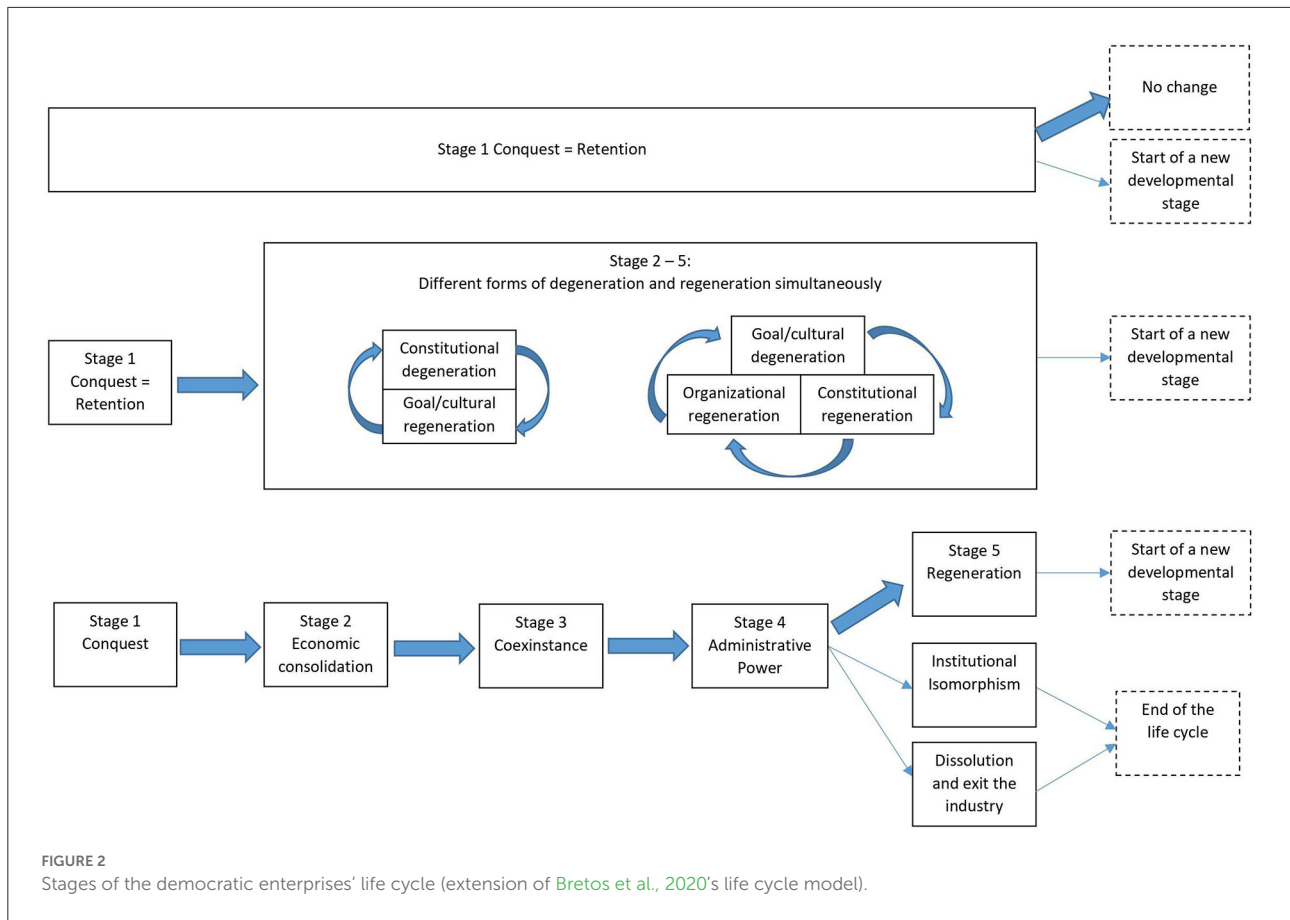 No change
Stage 1 Conquest = Retention
Start of a new
developmental
stage
Stage 2 – 5:
Different forms of degeneration and regeneration simultaneously
Stage 1
Conquest =
Retention
Constitutional
degeneration
Goal/cultural
regeneration
Goal/cultural
degeneration
Organizational
regeneration
Constitutional
regeneration
Start of a new
developmental
stage
Stage 1
Conquest
Stage 2
Economic
consolidation
Stage 3
Coexinstance
Stage 4
Administrative
Power
Stage 5
Regeneration
Start of a new
developmental
stage
Institutional
Isomorphism
Dissolution
and exit the
industry
End of the
life cycle
FIGURE 2
Stages of the democratic enterprises’ life cycle (extension of Bretos et al., 2020’s life cycle model).